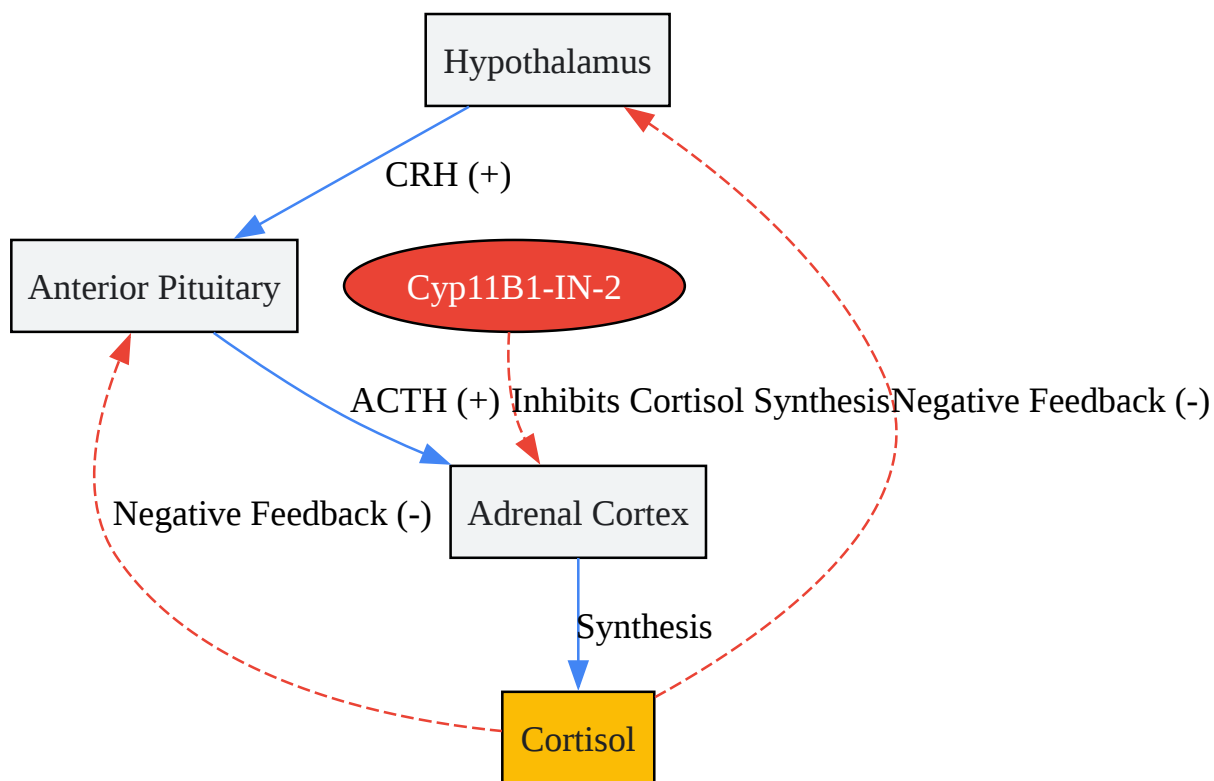 Hypothalamus
CRH (+)
Anterior Pituitary
Cyp11B1-IN-2
ACTH (+)
Inhibits Cortisol Synthesis
Negative Feedback (-)
Negative Feedback (-)
Adrenal Cortex
Synthesis
Cortisol